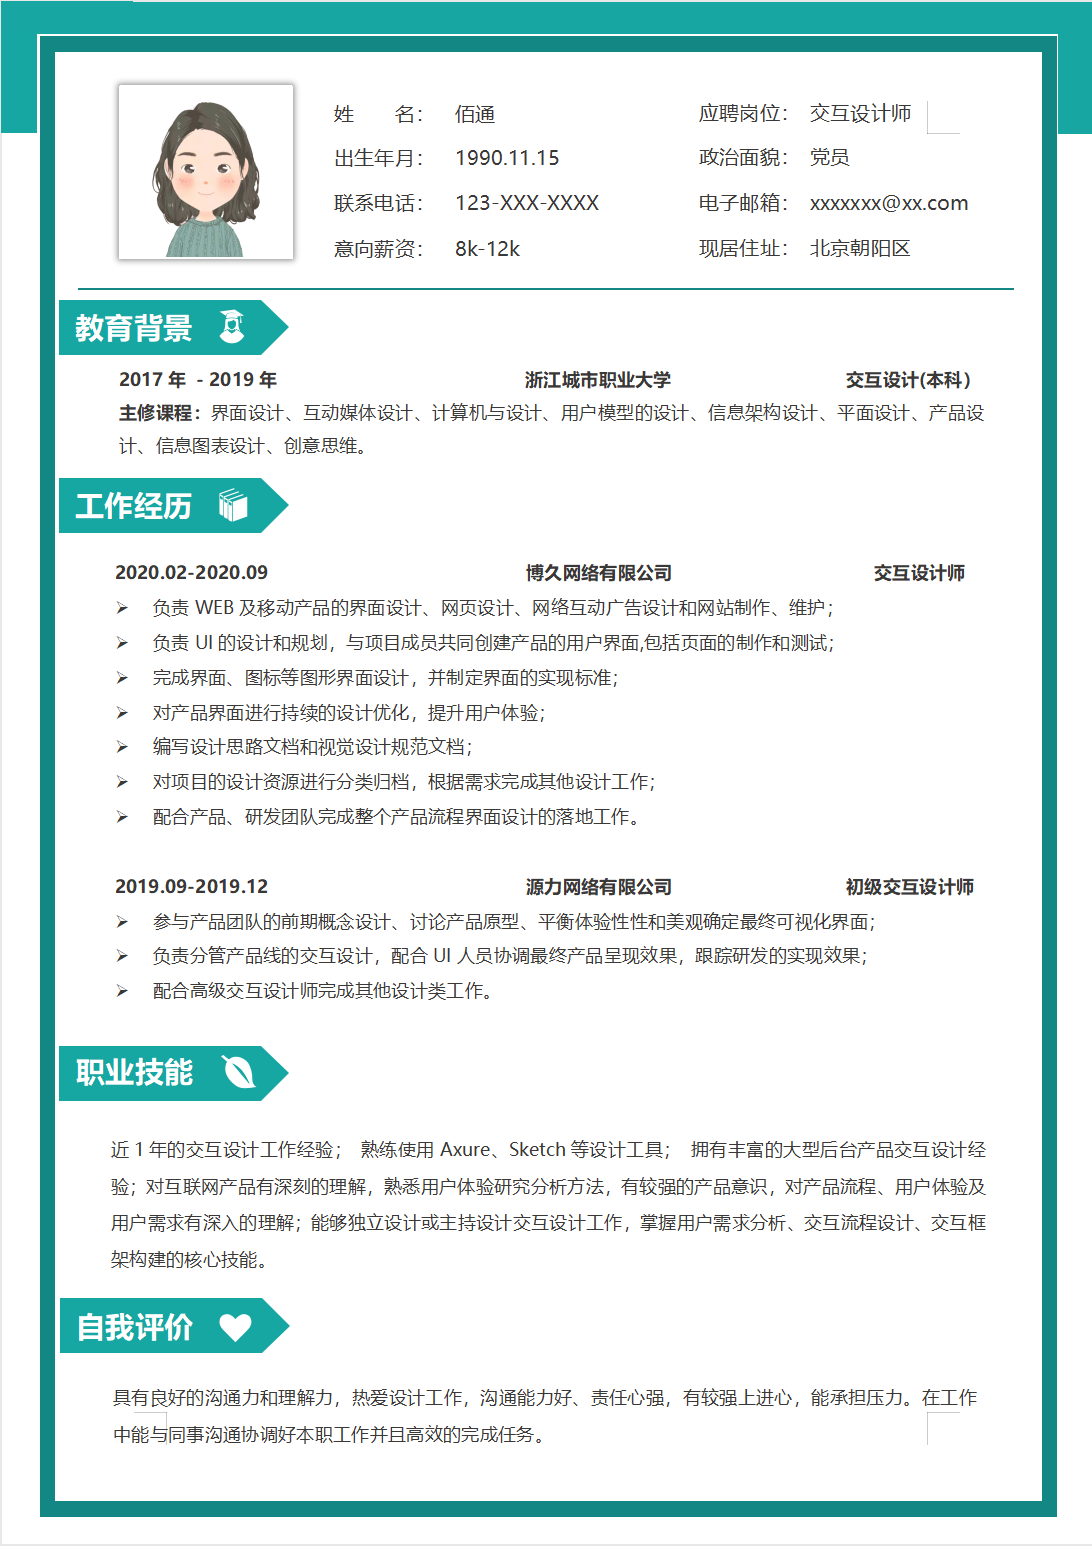 姓　　名： 佰通 应聘岗位： 交互设计师
出生年月： 1990.11.15 政治面貌： 党员
联系电话： 123-XXX-XXXX 电子邮箱： xxxxxxx@xx.com
意向薪资： 8k-12k 现居住址： 北京朝阳区
教育背景
2017 年 - 2019 年 浙江城市职业大学 交互设计(本科）
主修课程：界面设计、互动媒体设计、计算机与设计、用户模型的设计、信息架构设计、平面设计、产品设
计、信息图表设计、创意思维。
工作经历
2020.02-2020.09 博久网络有限公司 交互设计师
➢ 负责 WEB 及移动产品的界面设计、网页设计、网络互动广告设计和网站制作、维护；
➢ 负责 UI 的设计和规划，与项目成员共同创建产品的用户界面,包括页面的制作和测试；
➢ 完成界面、图标等图形界面设计，并制定界面的实现标准；
➢ 对产品界面进行持续的设计优化，提升用户体验；
➢ 编写设计思路文档和视觉设计规范文档；
➢ 对项目的设计资源进行分类归档，根据需求完成其他设计工作；
➢ 配合产品、研发团队完成整个产品流程界面设计的落地工作。
2019.09-2019.12 源力网络有限公司 初级交互设计师
➢ 参与产品团队的前期概念设计、讨论产品原型、平衡体验性性和美观确定最终可视化界面；
➢ 负责分管产品线的交互设计，配合 UI 人员协调最终产品呈现效果，跟踪研发的实现效果；
➢ 配合高级交互设计师完成其他设计类工作。
职业技能
近 1 年的交互设计工作经验； 熟练使用 Axure、Sketch 等设计工具； 拥有丰富的大型后台产品交互设计经
验；对互联网产品有深刻的理解，熟悉用户体验研究分析方法，有较强的产品意识，对产品流程、用户体验及
用户需求有深入的理解；能够独立设计或主持设计交互设计工作，掌握用户需求分析、交互流程设计、交互框
架构建的核心技能。
自我评价
具有良好的沟通力和理解力，热爱设计工作，沟通能力好、责任心强，有较强上进心，能承担压力。在工作
中能与同事沟通协调好本职工作并且高效的完成任务。